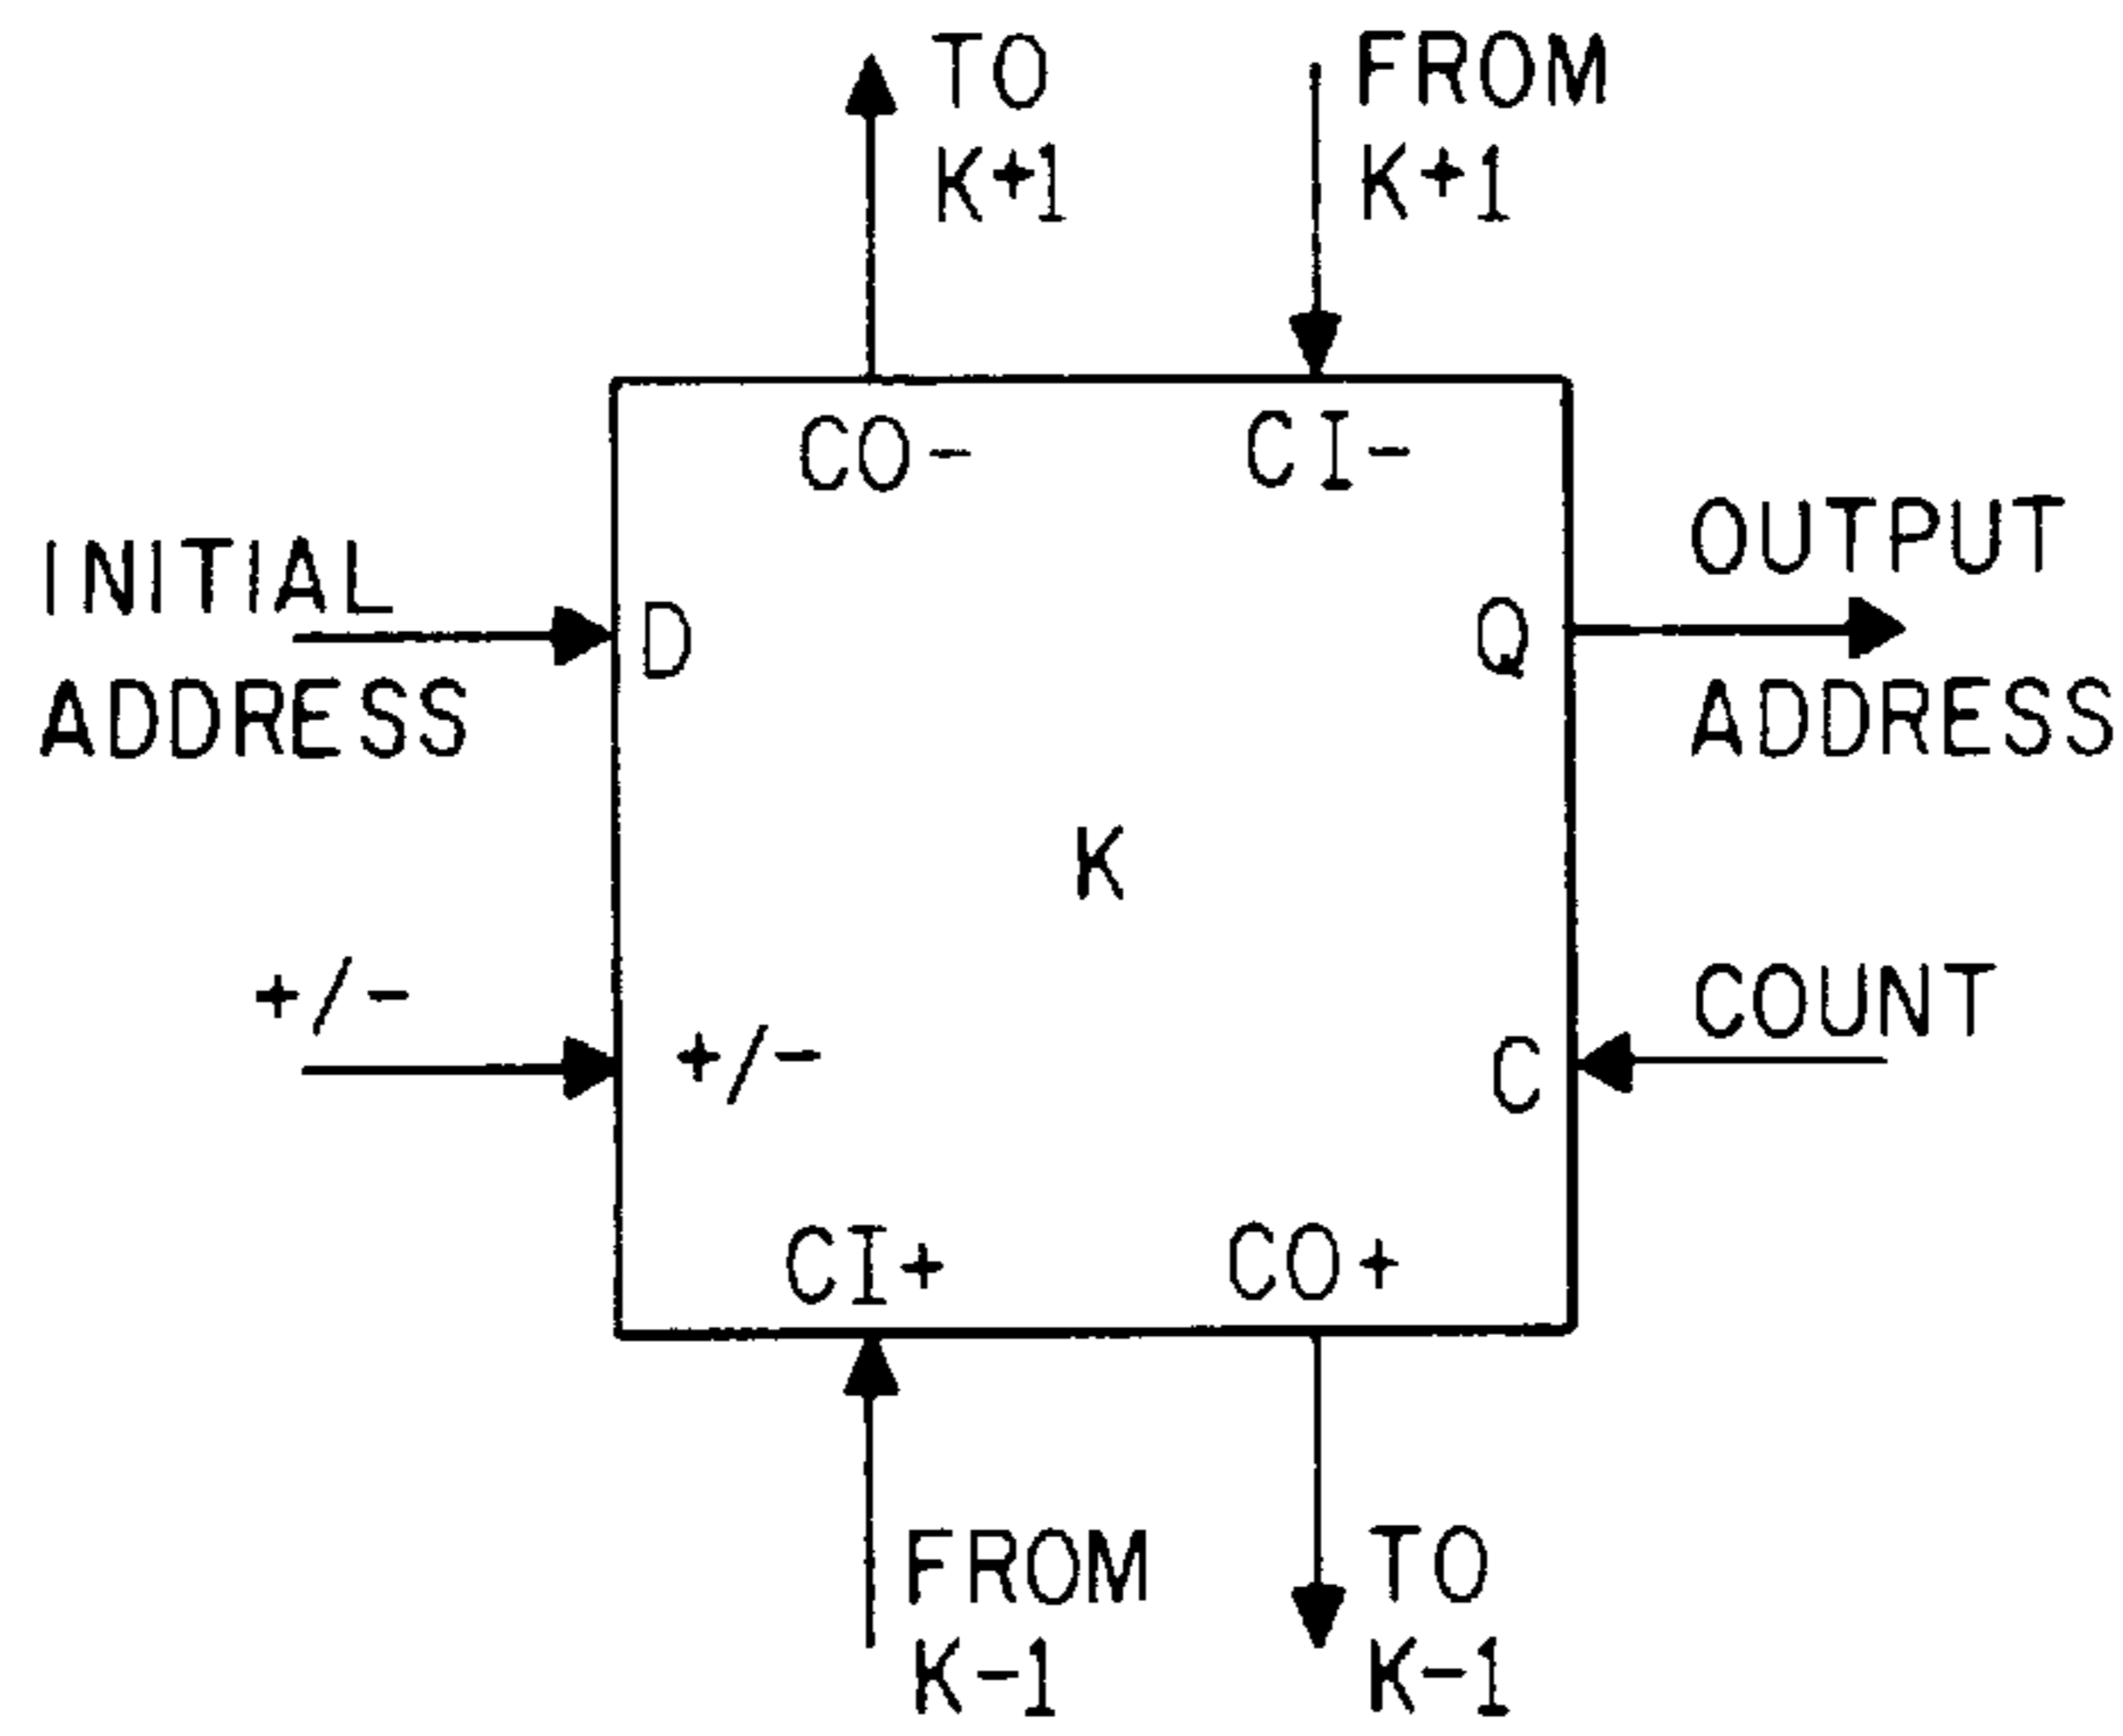 TO
K+1
FROM
K+1
CO-
CI-
INITIAL
ADDRESS
D
Q
OUTPUT
ADDRESS
K
+/-
+/-
C
COUNT
CI+
CO+
FROM
K-1
TO
K-1